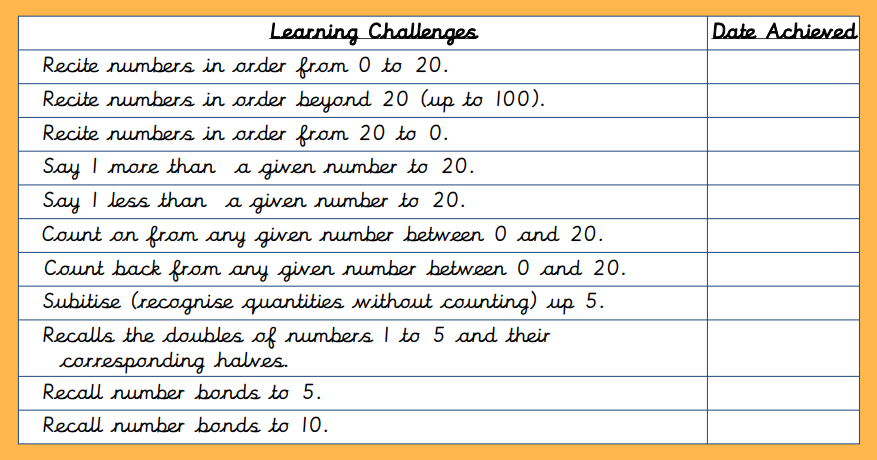 Learning Challenges Date Achieved
Recite numbers in order from 0 to 20.
Recite numbers in order beyond 20 (up to 100).
Recite numbers in order from 20 to 0.
Say 1 more than a given number to 20.
Say 1 less than a given number to 20.
Count on from any given number between 0 and 20.
Count back from any given number between 0 and 20.
Subitise (recognise quantities without counting) up 5.
Recalls the doubles of numbers 1 to 5 and their
corresponding halves.
Recall number bonds to 5.
Recall number bonds to 10.